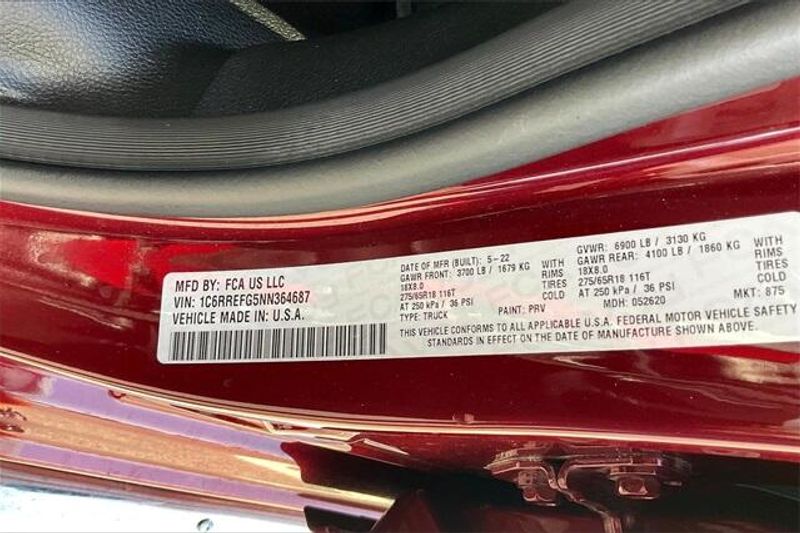 MFD BY: FCA US LLC
VIN: 1C6RREFG5NN364687
VEHICLE MADE IN: U.S.A.
DATE OF MFR (BUILT): 5-22
GAWR FRONT: 3700 LB / 1679 KG
18X8.0
275/65R18 116T
AT 250 kPa / 36 PSI
TYPE: TRUCK
WITH
RIMS
TIRES
PAINT: PRV
GVWR: 6900 LB / 3130 KG
GAWR REAR: 4100 LB / 1860 KG
18X8.0
275/65R18 116T
AT 250 kPa / 36 PSI
MDH: 052620
WITH
RIMS
TIRES
MKT: 875
THIS VEHICLE CONFORMS TO ALL APPLICABLE U.S.A. FEDERAL MOTOR VEHICLE SAFETY
STANDARDS IN EFFECT ON THE DATE OF MANUFACTURE SHOWN ABOVE.